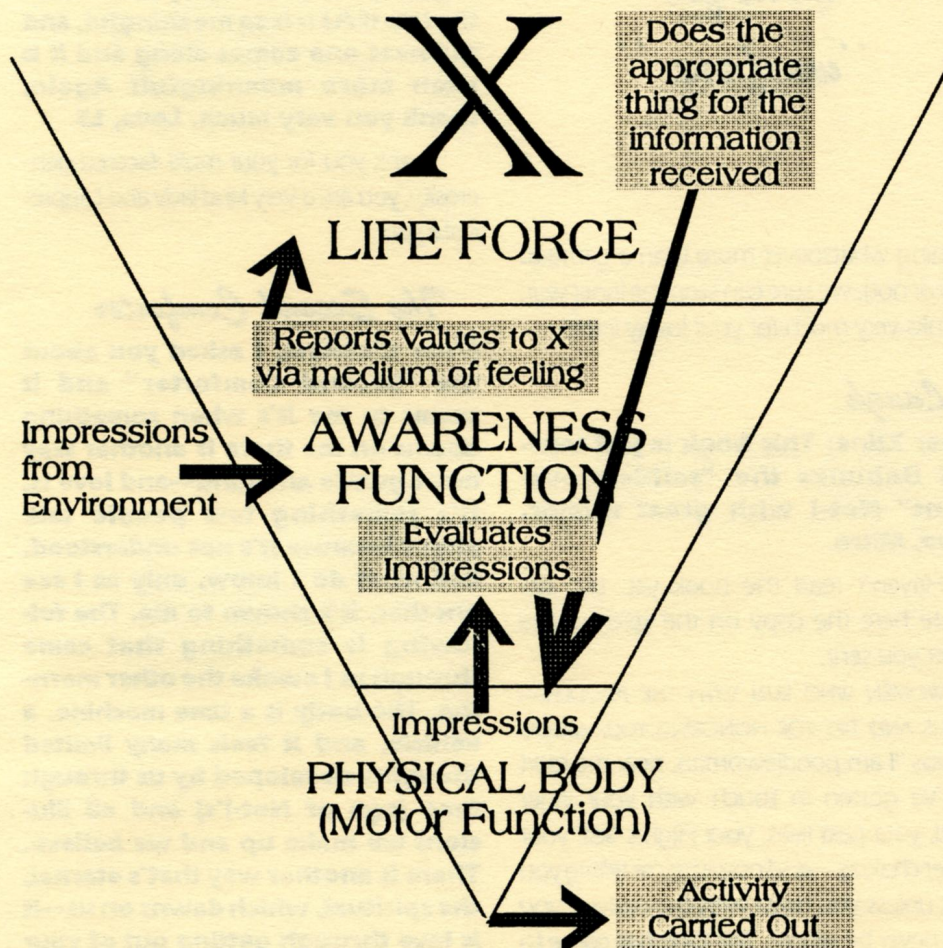 X
Does the
appropriate
thing for the
information
received
LIFE FORCE
Reports Values to X
via medium of feeling
Impressions
from
Environment
AWARENESS
FUNCTION
Evaluates
Impressions
Impressions
PHYSICAL BODY
(Motor Function)
Activity
Carried Out